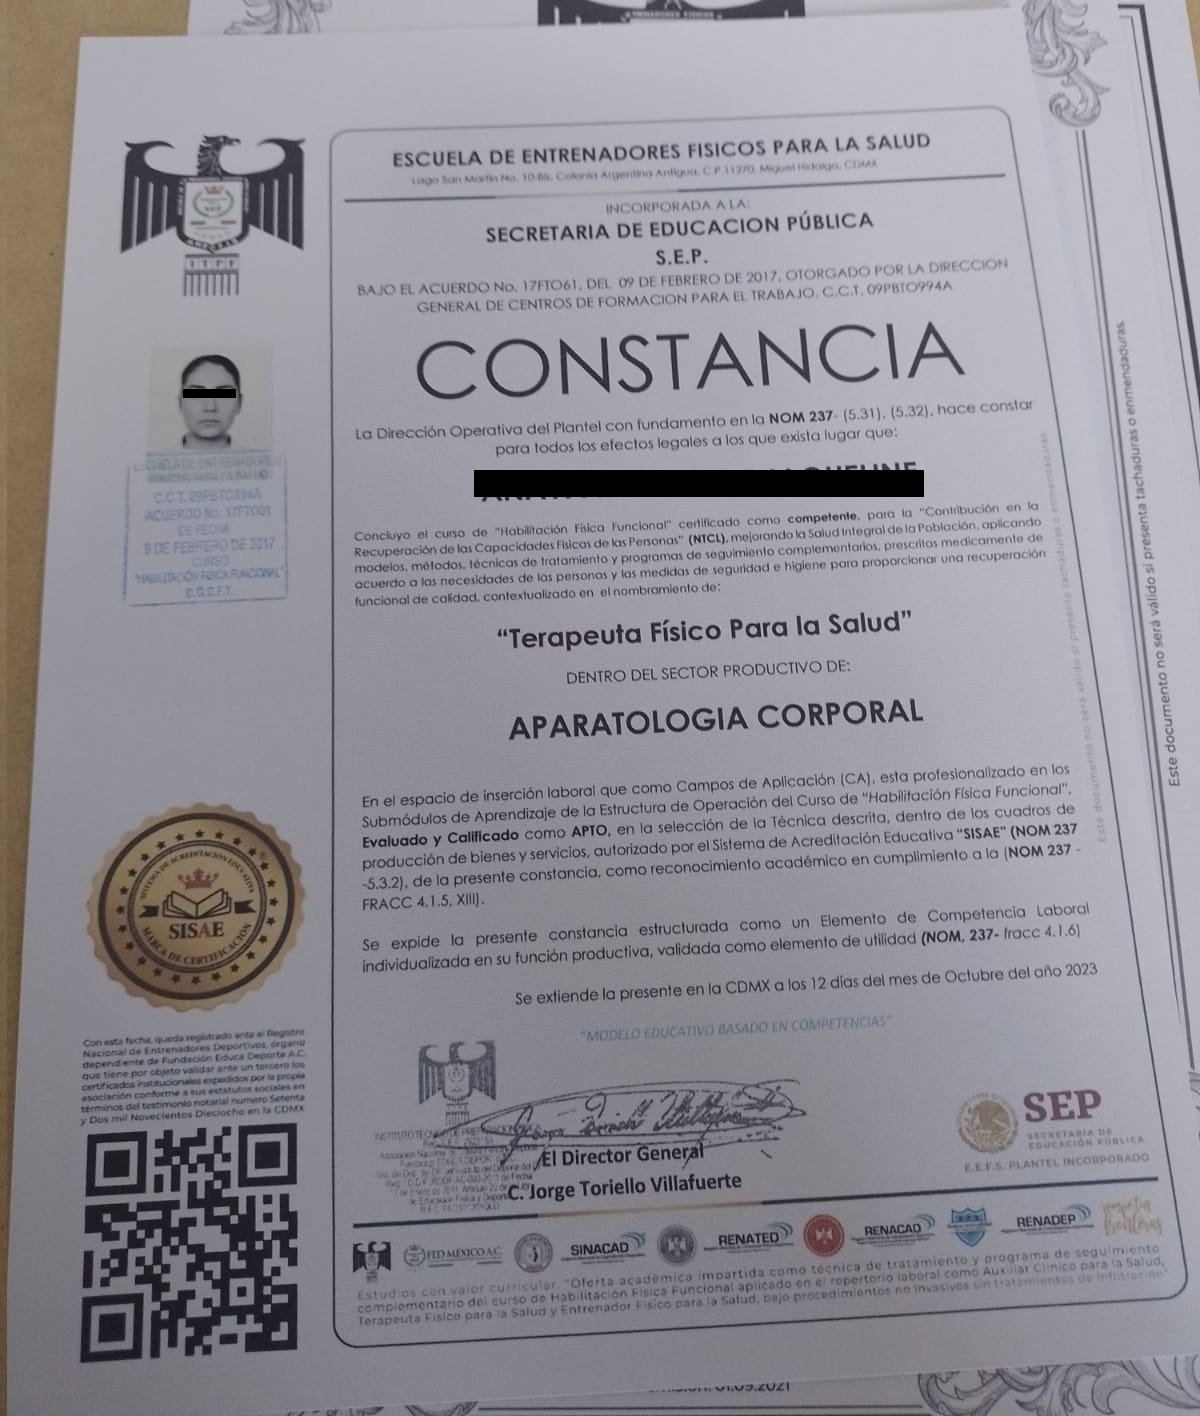 ESCUELA DE ENTRENADORES FISICOS PARA LA SALUD
Lago San Martin No. 10-Bis, Colonia Argentina Antigua, C.P. 11270, Miguel Hidalgo, CDMX
INCORPORADA A LA:
SECRETARIA DE EDUCACION PÚBLICA
S.E.P.
BAJO EL ACUERDO No. 17FTO61, DEL 09 DE FEBRERO DE 2017, OTORGADO POR LA DIRECCION
GENERAL DE CENTROS DE FORMACION PARA EL TRABAJO, C.C.T. 09PBTO994A
CONSTANCIA
La Dirección Operativa del Plantel con fundamento en la NOM 237- (5.31), (5.32), hace constar
para todos los efectos legales a los que exista lugar que:
Concluyo el curso de "Habilitación Física Funcional" certificado como competente, para la "Contribución en la
Recuperación de las Capacidades Físicas de las Personas" (NTCL), mejorando la Salud Integral de la Población, aplicando
modelos, métodos, técnicas de tratamiento y programas de seguimiento complementarios, prescritos medicamente de
acuerdo a las necesidades de las personas y las medidas de seguridad e higiene para proporcionar una recuperación
funcional de calidad, contextualizado en el nombramiento de:
“Terapeuta Físico Para la Salud”
DENTRO DEL SECTOR PRODUCTIVO DE:
APARATOLOGIA CORPORAL
En el espacio de inserción laboral que como Campos de Aplicación (CA), esta profesionalizado en los
Submódulos de Aprendizaje de la Estructura de Operación del Curso de "Habilitación Física Funcional",
Evaluado y Calificado como APTO, en la selección de la Técnica descrita, dentro de los cuadros de
producción de bienes y servicios, autorizado por el Sistema de Acreditación Educativa “SISAE” (NOM 237
-5.3.2), de la presente constancia, como reconocimiento académico en cumplimiento a la (NOM 237 -
FRACC 4.1.5, XIII).
Se expide la presente constancia estructurada como un Elemento de Competencia Laboral
individualizada en su función productiva, validada como elemento de utilidad (NOM, 237- fracc 4.1.6)
Se extiende la presente en la CDMX a los 12 días del mes de Octubre del año 2023
"MODELO EDUCATIVO BASADO EN COMPETENCIAS"
El Director General
C. Jorge Toriello Villafuerte
SEP
SECRETARÍA DE
EDUCACIÓN PÚBLICA
E.E.F.S. PLANTEL INCORPORADO
FED MÉXICO A.C.
SINACAD
RENATED
RENACAD
RENADEP
Estudios con valor curricular. "Oferta académica impartida como técnica de tratamiento y programa de seguimiento
complementario del curso de Habilitación Física Funcional aplicado en el repertorio laboral como Auxiliar Clínico para la Salud,
Terapeuta Físico para la Salud y Entrenador Físico para la Salud, bajo procedimientos no invasivos sin tratamientos de infiltración"
I T P F
ESCUELA DE ENTRENADORES
C.C.T. 09PBTO994A
ACUERDO No. 17FTO61
DE FECHA
9 DE FEBRERO DE 2017
CURSO
"HABILITACIÓN FISICA FUNCIONAL"
D.G.C.F.T.
SISTEMA DE ACREDITACIÓN EDUCATIVA
SISAE
MARCA DE CERTIFICACIÓN
Con esta fecha, queda registrado ante el Registro
Nacional de Entrenadores Deportivos, órgano
dependiente de Fundación Educa Deporte A.C.
que tiene por objeto validar ante un tercero los
certificados institucionales expedidos por la propia
asociación conforme a sus estatutos sociales en
términos del testimonio notarial numero Setenta
y Dos mil Novecientos Dieciocho en la CDMX
Este documento no será válido si presenta tachaduras o enmendaduras
Este documento no será válido si presenta tachaduras o enmendaduras.